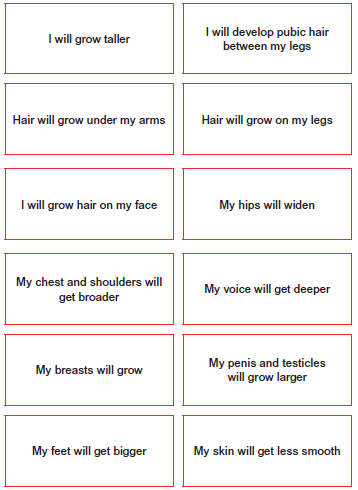 I will grow taller
I will develop pubic hair
between my legs
Hair will grow under my arms
Hair will grow on my legs
I will grow hair on my face
My hips will widen
My chest and shoulders will
get broader
My voice will get deeper
My breasts will grow
My penis and testicles
will grow larger
My feet will get bigger
My skin will get less smooth